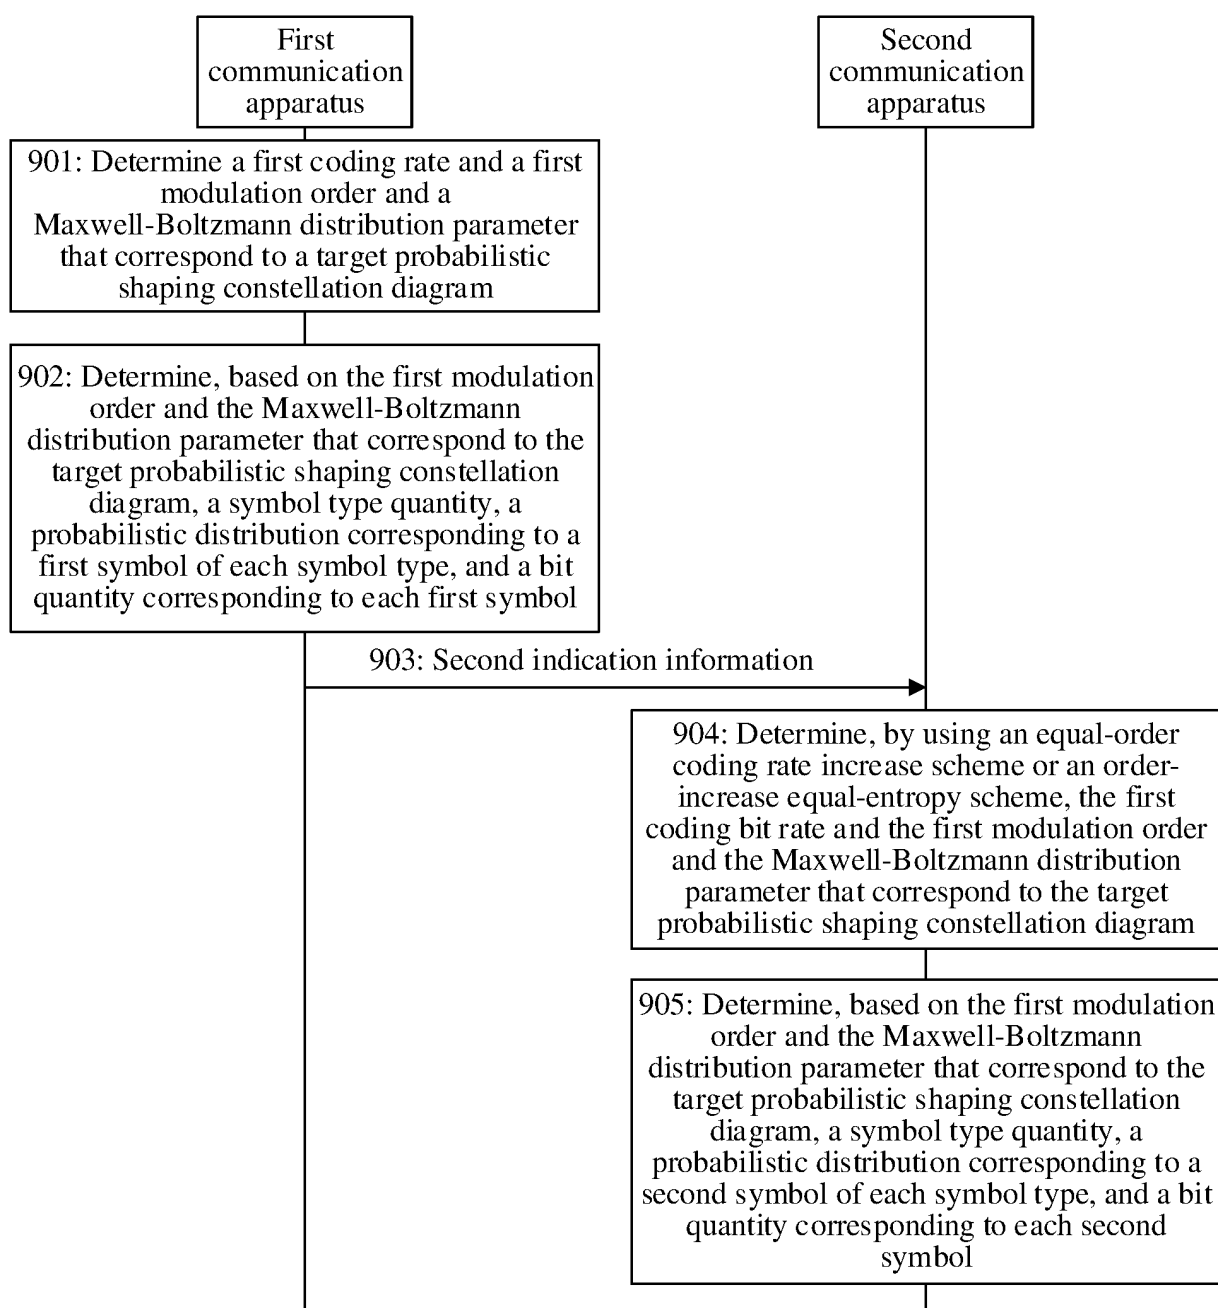 First
communication
apparatus
Second
communication
apparatus
901: Determine a first coding rate and a first
modulation order and a
Maxwell-Boltzmann distribution parameter
that correspond to a target probabilistic
shaping constellation diagram
902: Determine, based on the first modulation
order and the Maxwell-Boltzmann
distribution parameter that correspond to the
target probabilistic shaping constellation
diagram, a symbol type quantity, a
probabilistic distribution corresponding to a
first symbol of each symbol type, and a bit
quantity corresponding to each first symbol
903: Second indication information
904: Determine, by using an equal-order
coding rate increase scheme or an order-
increase equal-entropy scheme, the first
coding bit rate and the first modulation order
and the Maxwell-Boltzmann distribution
parameter that correspond to the target
probabilistic shaping constellation diagram
905: Determine, based on the first modulation
order and the Maxwell-Boltzmann
distribution parameter that correspond to the
target probabilistic shaping constellation
diagram, a symbol type quantity, a
probabilistic distribution corresponding to a
second symbol of each symbol type, and a bit
quantity corresponding to each second
symbol